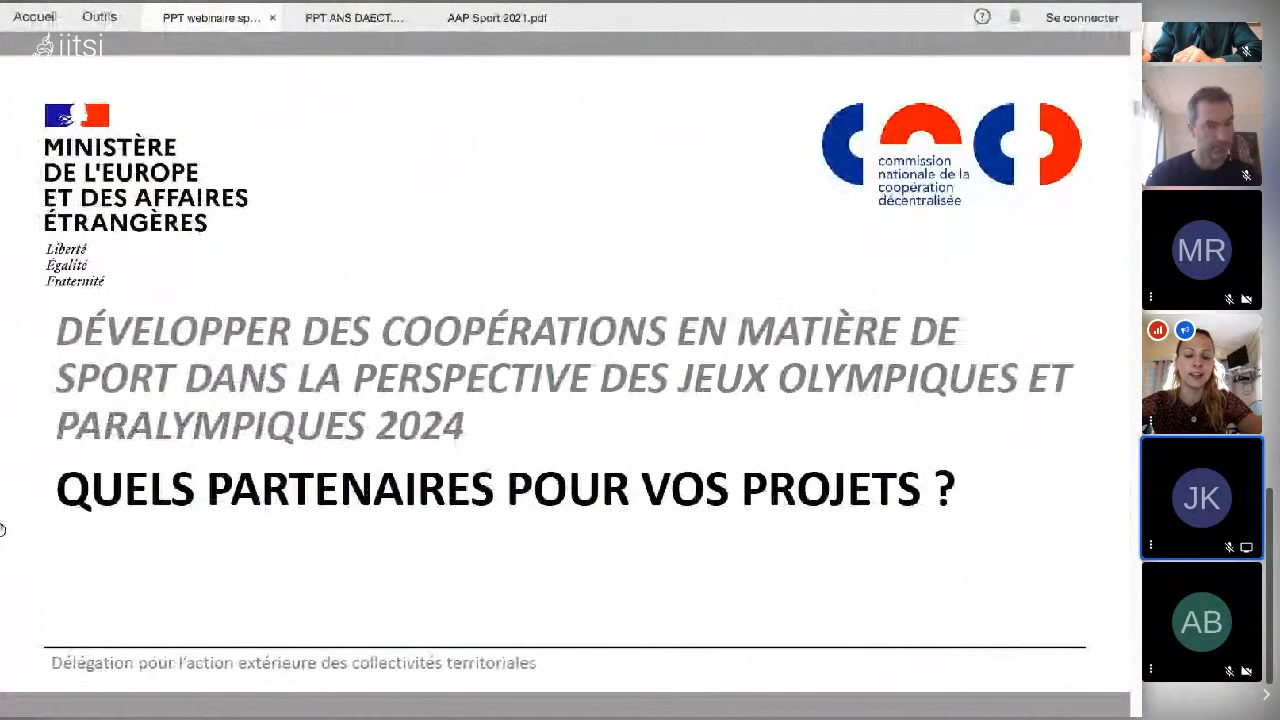 Accueil
Outils
PPT webinaire sp... ×
PPT ANS DAECT....
AAP Sport 2021.pdf
?
Se connecter
jitsi
MINISTÈRE
DE L'EUROPE
ET DES AFFAIRES
ÉTRANGÈRES
Liberté
Égalité
Fraternité
commission
nationale de la
coopération
décentralisée
DÉVELOPPER DES COOPÉRATIONS EN MATIÈRE DE
SPORT DANS LA PERSPECTIVE DES JEUX OLYMPIQUES ET
PARALYMPIQUES 2024
QUELS PARTENAIRES POUR VOS PROJETS ?
Délégation pour l'action extérieure des collectivités territoriales
MR
JK
AB